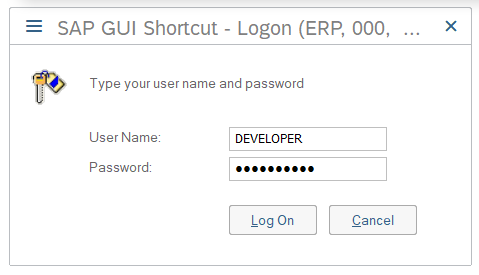 SAP GUI Shortcut - Logon (ERP, 000, ...
Type your user name and password
User Name: DEVELOPER
Password: ●●●●●●●●●●
Log On Cancel